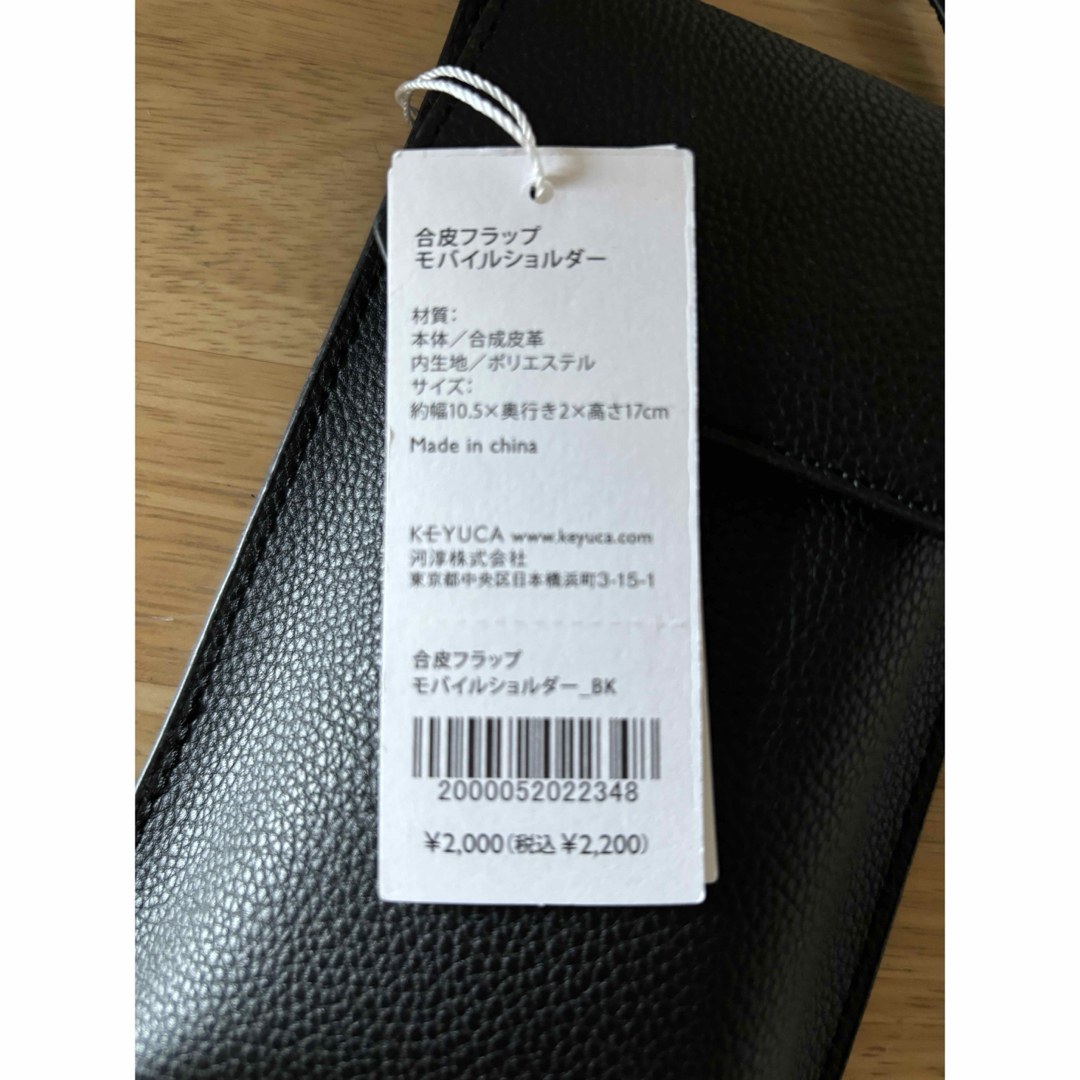 合皮フラップ
モバイルショルダー
材質:
本体／合成皮革
内生地／ポリエステル
サイズ:
約幅10.5×奥行き2×高さ17cm
Made in china
KEYUCA www.keyuca.com
河淳株式会社
東京都中央区日本橋浜町3-15-1
合皮フラップ
モバイルショルダー_BK
2000052022348
¥2,000(税込¥2,200)